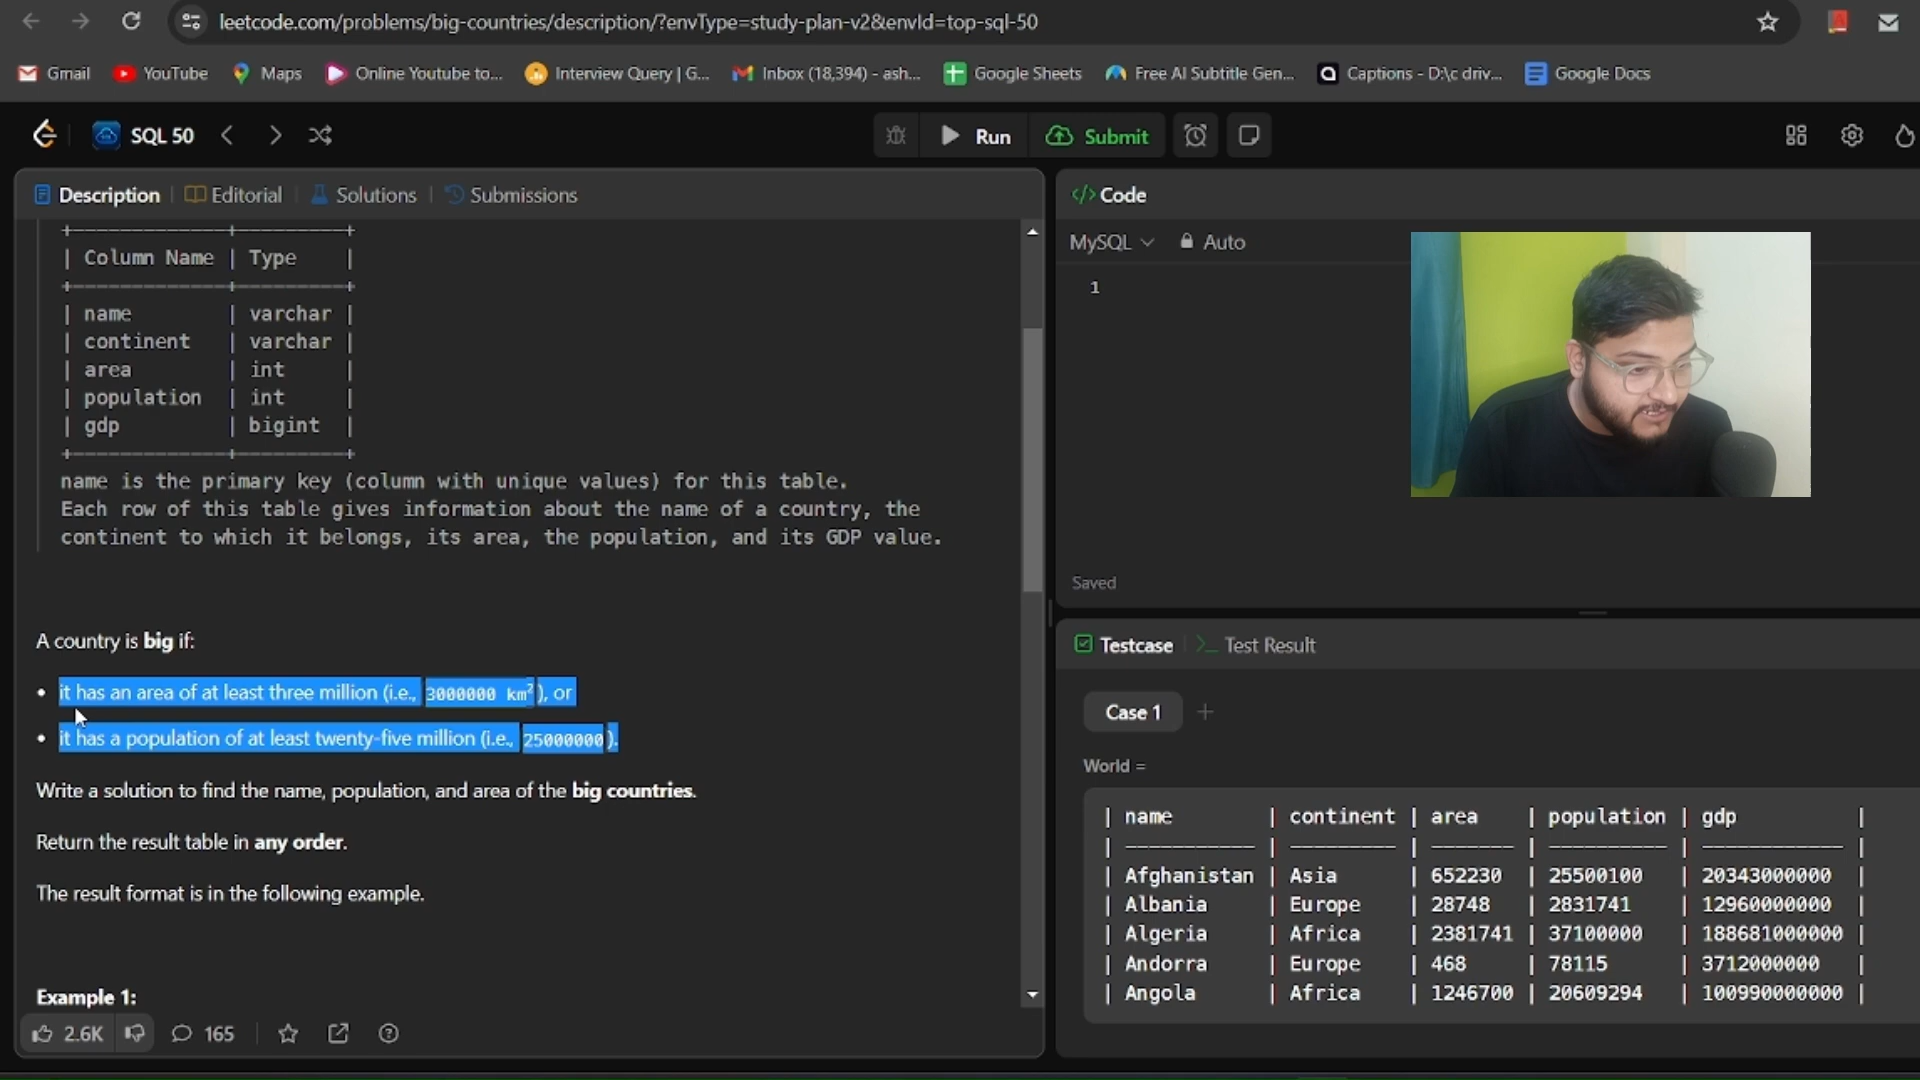 leetcode.com/problems/big-countries/description/?envType=study-plan-v2&envId=top-sql-50
Gmail YouTube Maps Online Youtube to... Interview Query | G... Inbox (18,394) - ash... Google Sheets Free AI Subtitle Gen... Captions - D:\c driv... Google Docs
SQL 50 Run Submit
Description | Editorial | Solutions | Submissions
+-------------+---------+
| Column Name | Type    |
+-------------+---------+
| name        | varchar |
| continent   | varchar |
| area        | int     |
| population  | int     |
| gdp         | bigint  |
+-------------+---------+
name is the primary key (column with unique values) for this table.
Each row of this table gives information about the name of a country, the
continent to which it belongs, its area, the population, and its GDP value.
A country is big if:
• it has an area of at least three million (i.e., 3000000 km²), or
• it has a population of at least twenty-five million (i.e., 25000000).
Write a solution to find the name, population, and area of the big countries.
Return the result table in any order.
The result format is in the following example.
Example 1:
2.6K 165
</> Code
MySQL Auto
1
Saved
Testcase >_ Test Result
Case 1 +
World =
| name        | continent | area    | population | gdp          |
| ----------- | --------- | ------- | ---------- | ------------ |
| Afghanistan | Asia      | 652230  | 25500100   | 20343000000  |
| Albania     | Europe    | 28748   | 2831741    | 12960000000  |
| Algeria     | Africa    | 2381741 | 37100000   | 188681000000 |
| Andorra     | Europe    | 468     | 78115      | 3712000000   |
| Angola      | Africa    | 1246700 | 20609294   | 100990000000 |